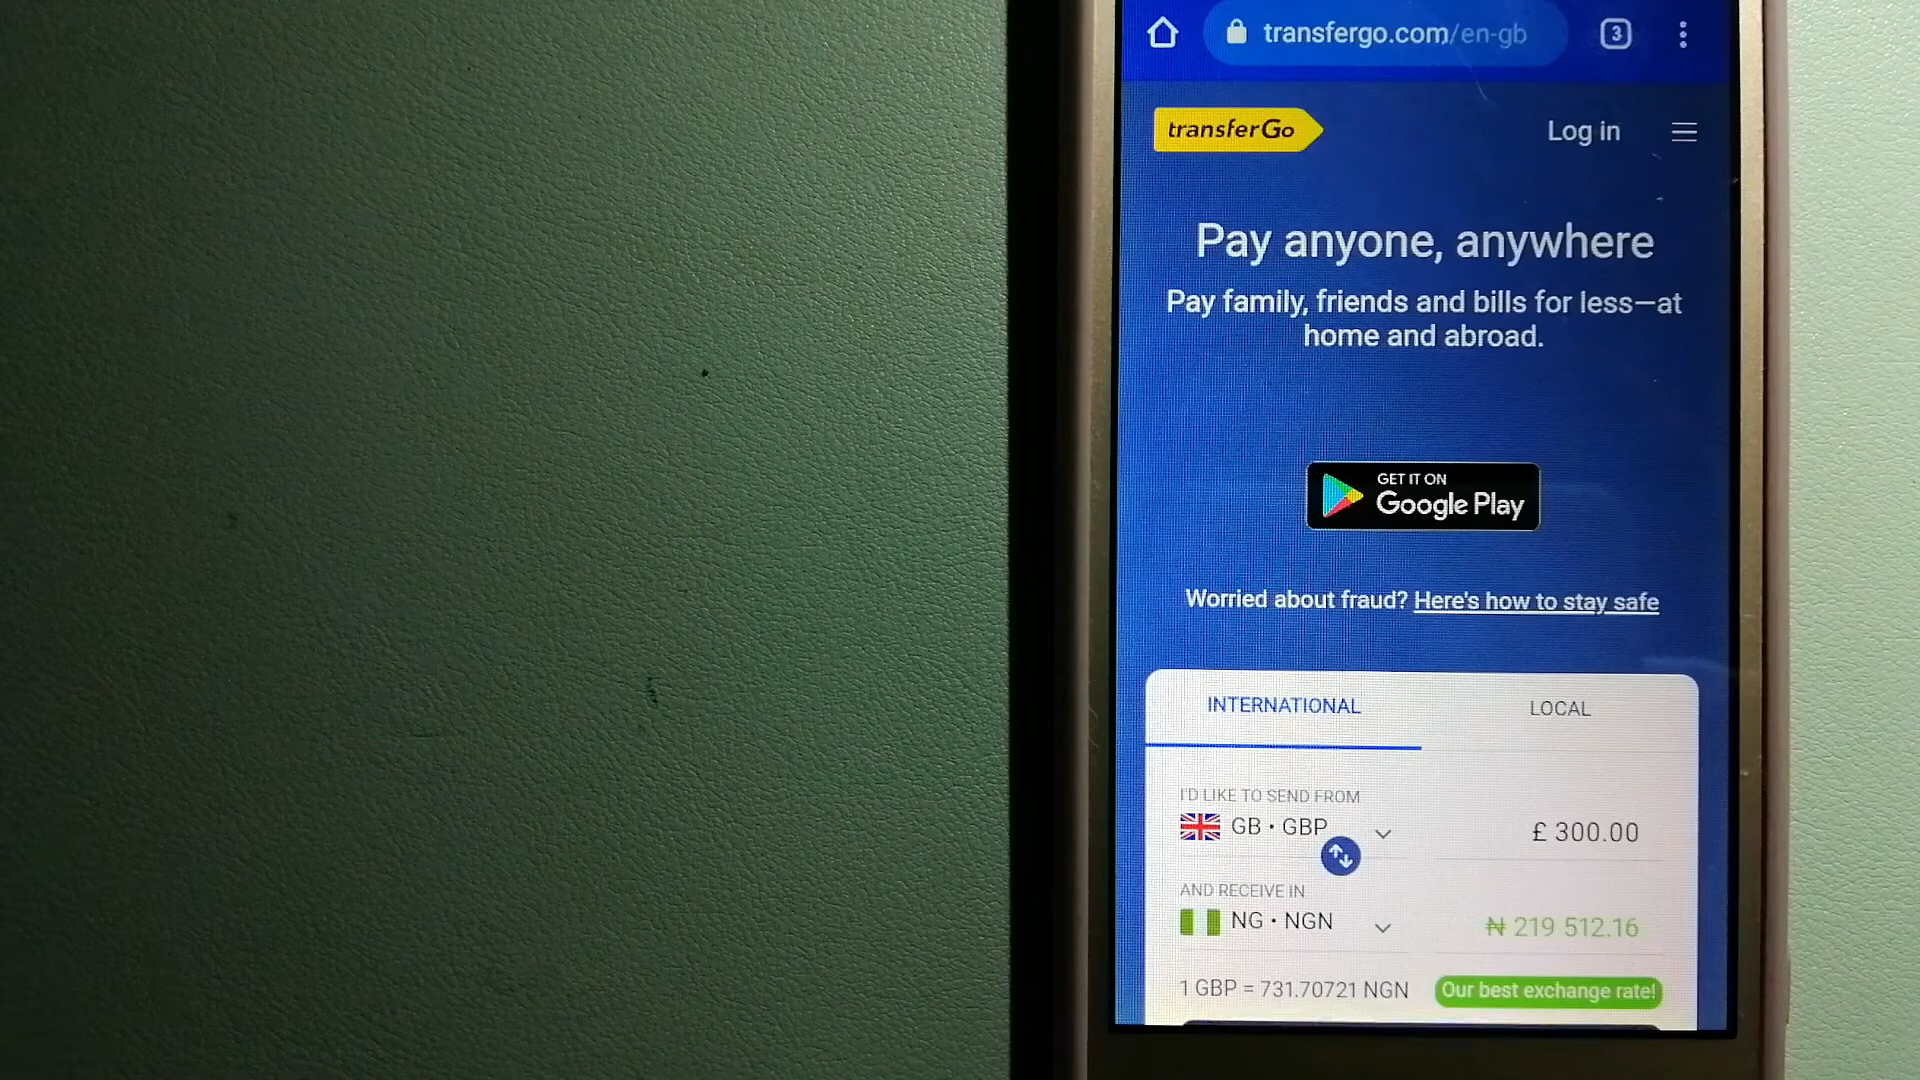 transfergo.com/en-gb
3
transferGo
Log in
Pay anyone, anywhere
Pay family, friends and bills for less—at
home and abroad.
GET IT ON
Google Play
Worried about fraud? Here's how to stay safe
INTERNATIONAL
LOCAL
I'D LIKE TO SEND FROM
GB • GBP
£ 300.00
AND RECEIVE IN
NG • NGN
₦ 219 512.16
1 GBP = 731.70721 NGN
Our best exchange rate!